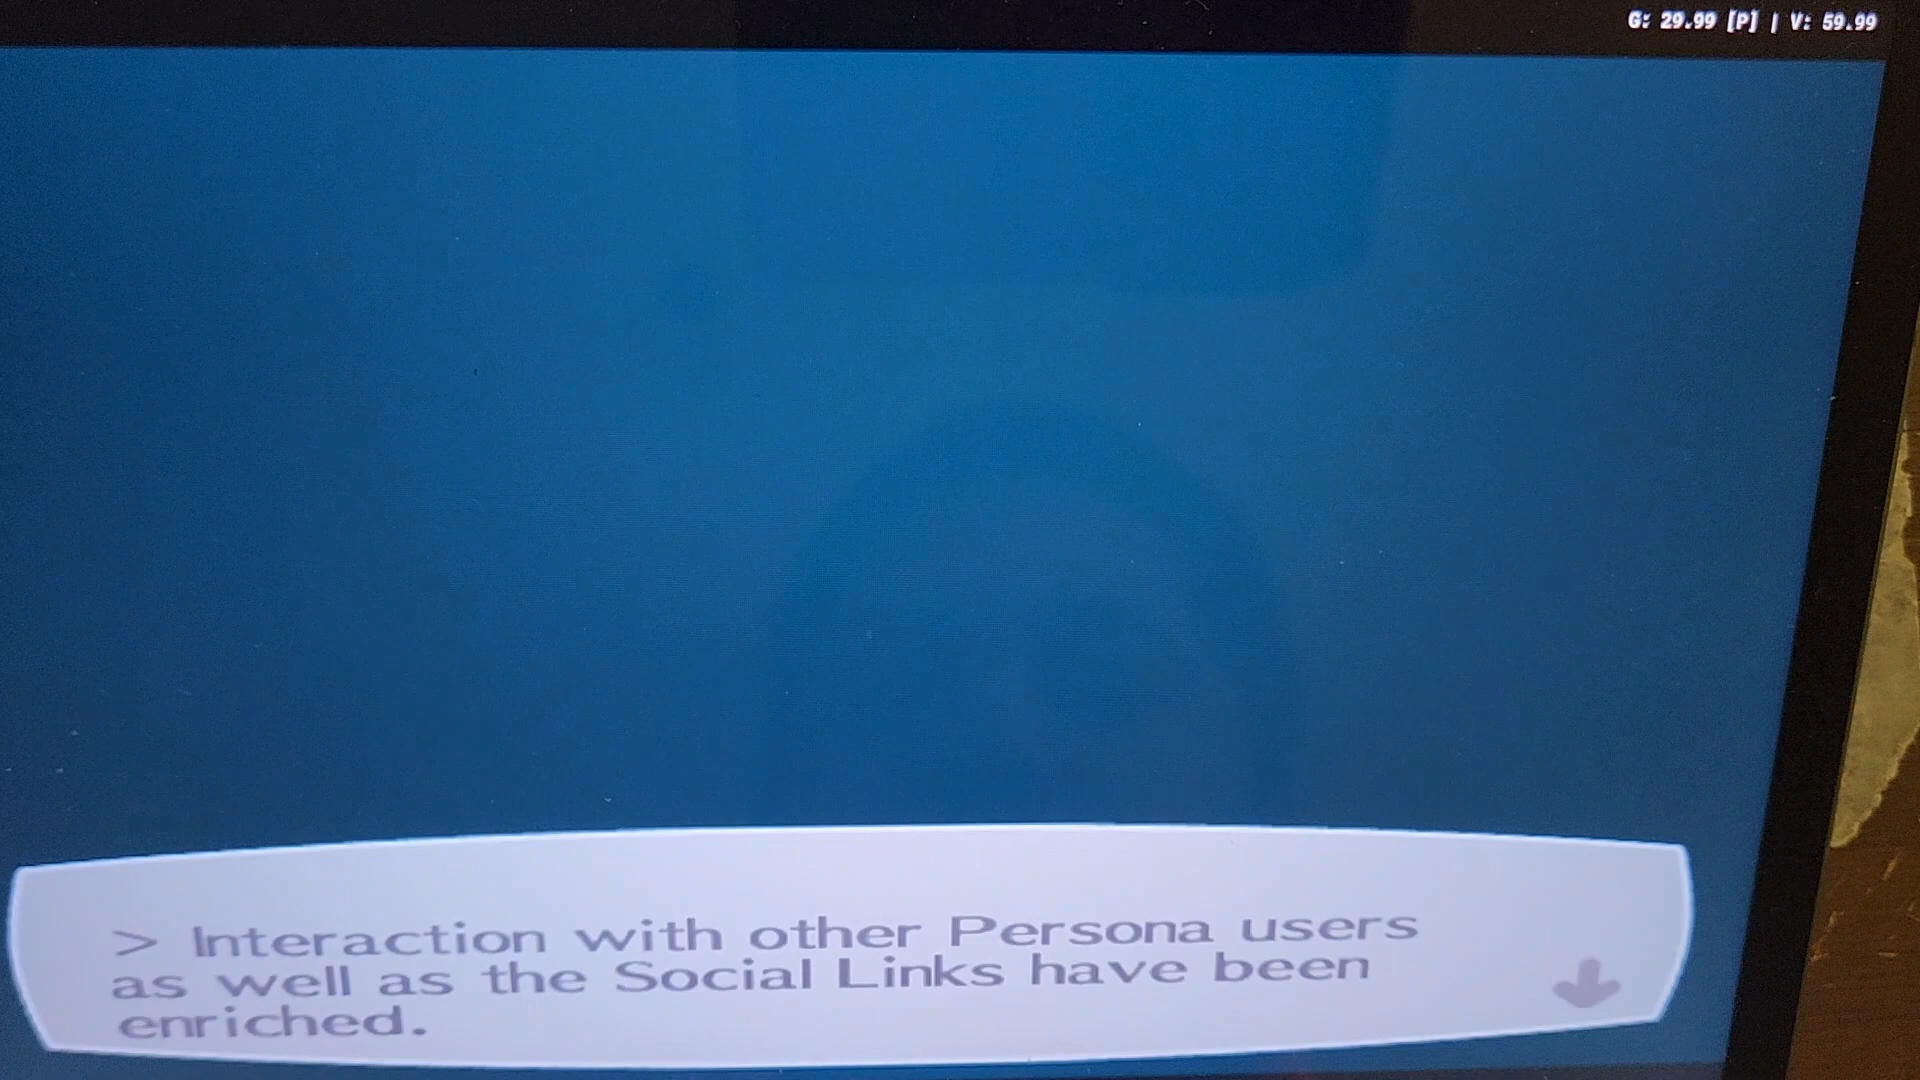 G: 29.99 [P] | V: 59.99
> Interaction with other Persona users
as well as the Social Links have been
enriched.